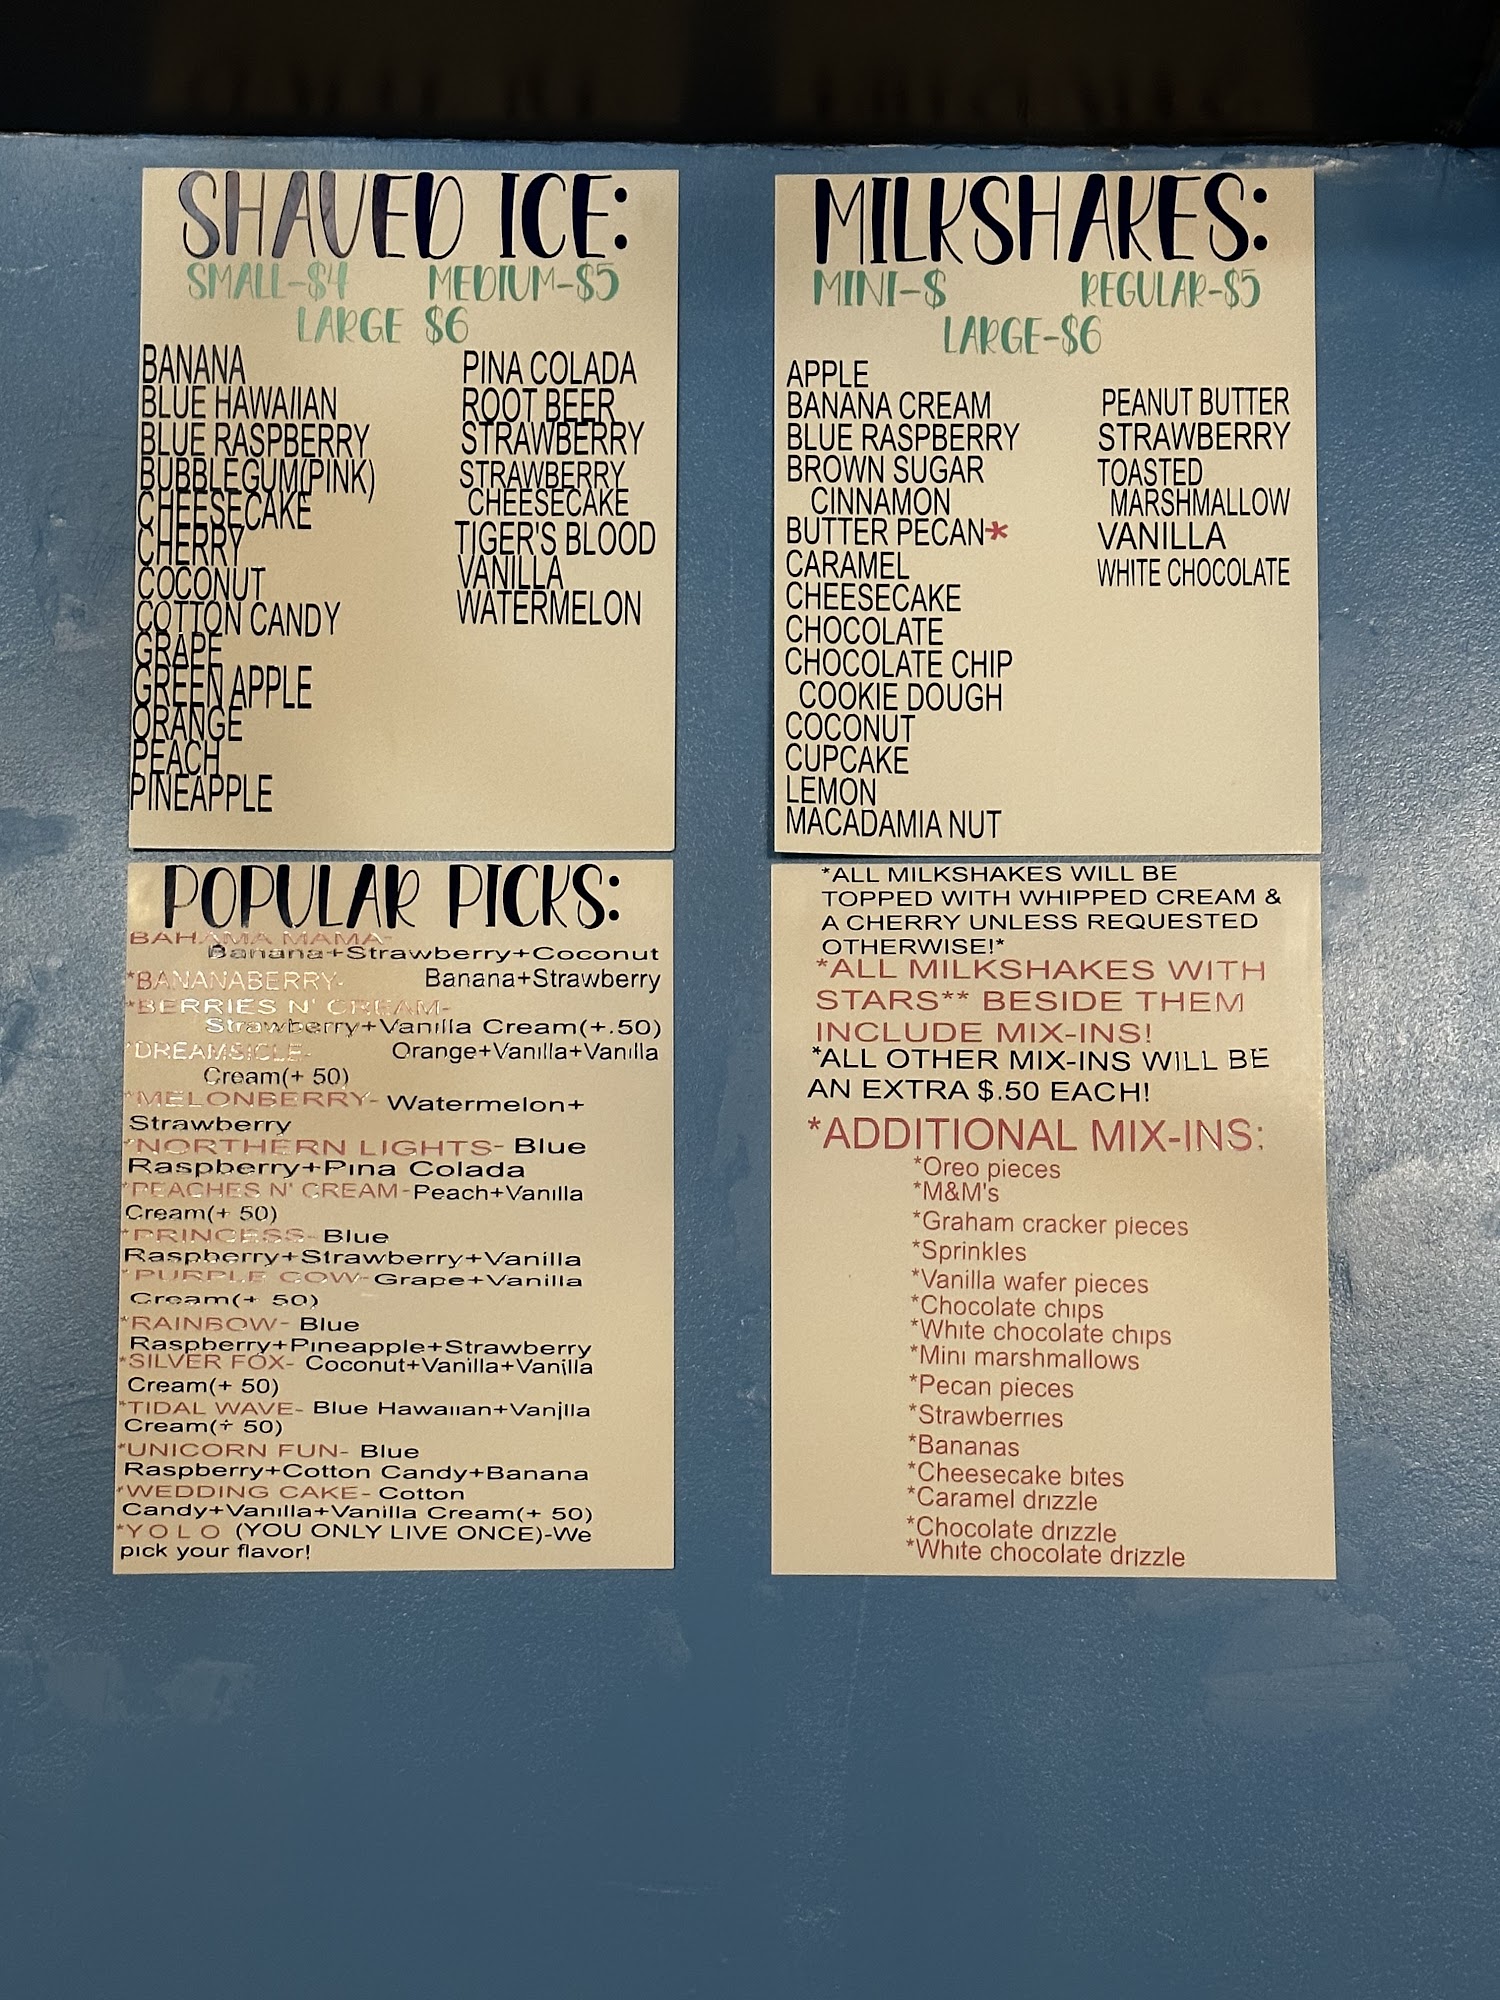 SHAVED ICE:
SMALL-$4 MEDIUM-$5
LARGE $6
BANANA
BLUE HAWAIIAN
BLUE RASPBERRY
BUBBLEGUM(PINK)
CHEESECAKE
CHERRY
COCONUT
COTTON CANDY
GRAPE
GREEN APPLE
ORANGE
PEACH
PINEAPPLE
PINA COLADA
ROOT BEER
STRAWBERRY
STRAWBERRY
CHEESECAKE
TIGER'S BLOOD
VANILLA
WATERMELON
MILKSHAKES:
MINI-$ REGULAR-$5
LARGE-$6
APPLE
BANANA CREAM
BLUE RASPBERRY
BROWN SUGAR
CINNAMON
BUTTER PECAN*
CARAMEL
CHEESECAKE
CHOCOLATE
CHOCOLATE CHIP
COOKIE DOUGH
COCONUT
CUPCAKE
LEMON
MACADAMIA NUT
PEANUT BUTTER
STRAWBERRY
TOASTED
MARSHMALLOW
VANILLA
WHITE CHOCOLATE
POPULAR PICKS:
BAHAMA MAMA-
Banana+Strawberry+Coconut
*BANANABERRY- Banana+Strawberry
*BERRIES N' CREAM-
Strawberry+Vanilla Cream(+.50)
*DREAMSICLE- Orange+Vanilla+Vanilla
Cream(+ 50)
*MELONBERRY- Watermelon+
Strawberry
*NORTHERN LIGHTS- Blue
Raspberry+Pina Colada
*PEACHES N' CREAM-Peach+Vanilla
Cream(+ 50)
*PRINCESS- Blue
Raspberry+Strawberry+Vanilla
*PURPLE COW-Grape+Vanilla
Cream(+ 50)
*RAINBOW- Blue
Raspberry+Pineapple+Strawberry
*SILVER FOX- Coconut+Vanilla+Vanilla
Cream(+ 50)
*TIDAL WAVE- Blue Hawaiian+Vanilla
Cream(+ 50)
*UNICORN FUN- Blue
Raspberry+Cotton Candy+Banana
*WEDDING CAKE- Cotton
Candy+Vanilla+Vanilla Cream(+ 50)
*Y O L O (YOU ONLY LIVE ONCE)-We
pick your flavor!
*ALL MILKSHAKES WILL BE
TOPPED WITH WHIPPED CREAM &
A CHERRY UNLESS REQUESTED
OTHERWISE!*
*ALL MILKSHAKES WITH
STARS** BESIDE THEM
INCLUDE MIX-INS!
*ALL OTHER MIX-INS WILL BE
AN EXTRA $.50 EACH!
*ADDITIONAL MIX-INS:
*Oreo pieces
*M&M's
*Graham cracker pieces
*Sprinkles
*Vanilla wafer pieces
*Chocolate chips
*White chocolate chips
*Mini marshmallows
*Pecan pieces
*Strawberries
*Bananas
*Cheesecake bites
*Caramel drizzle
*Chocolate drizzle
*White chocolate drizzle